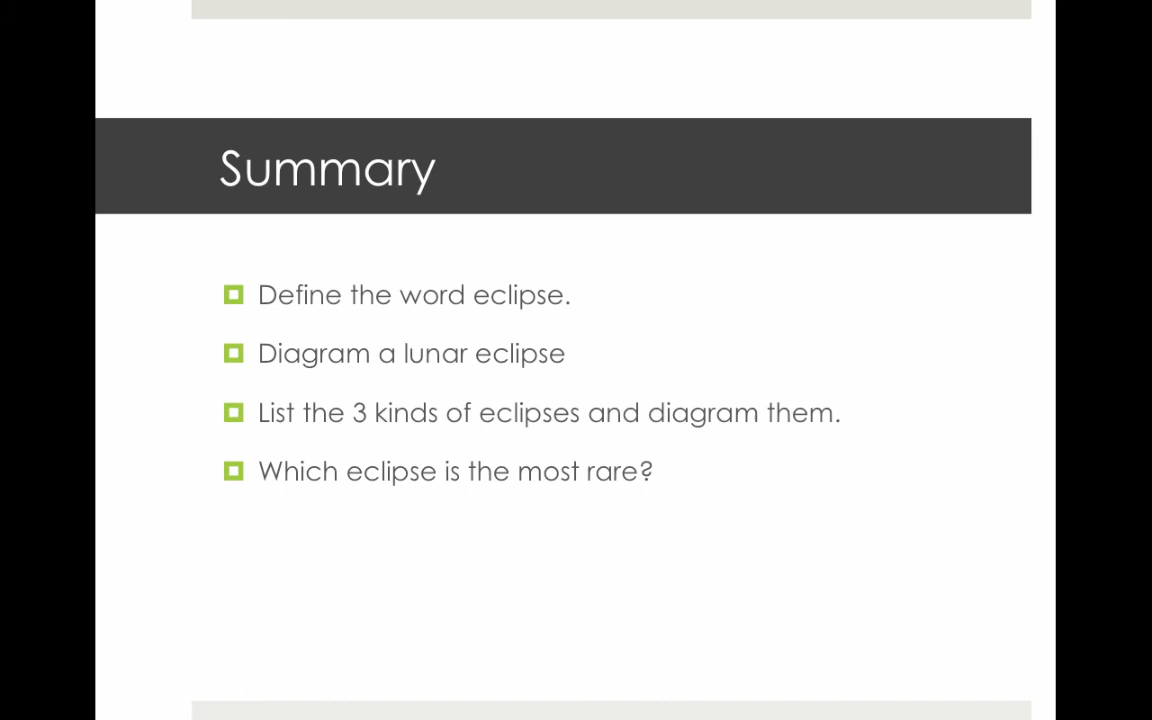 Summary
Define the word eclipse.
Diagram a lunar eclipse
List the 3 kinds of eclipses and diagram them.
Which eclipse is the most rare?